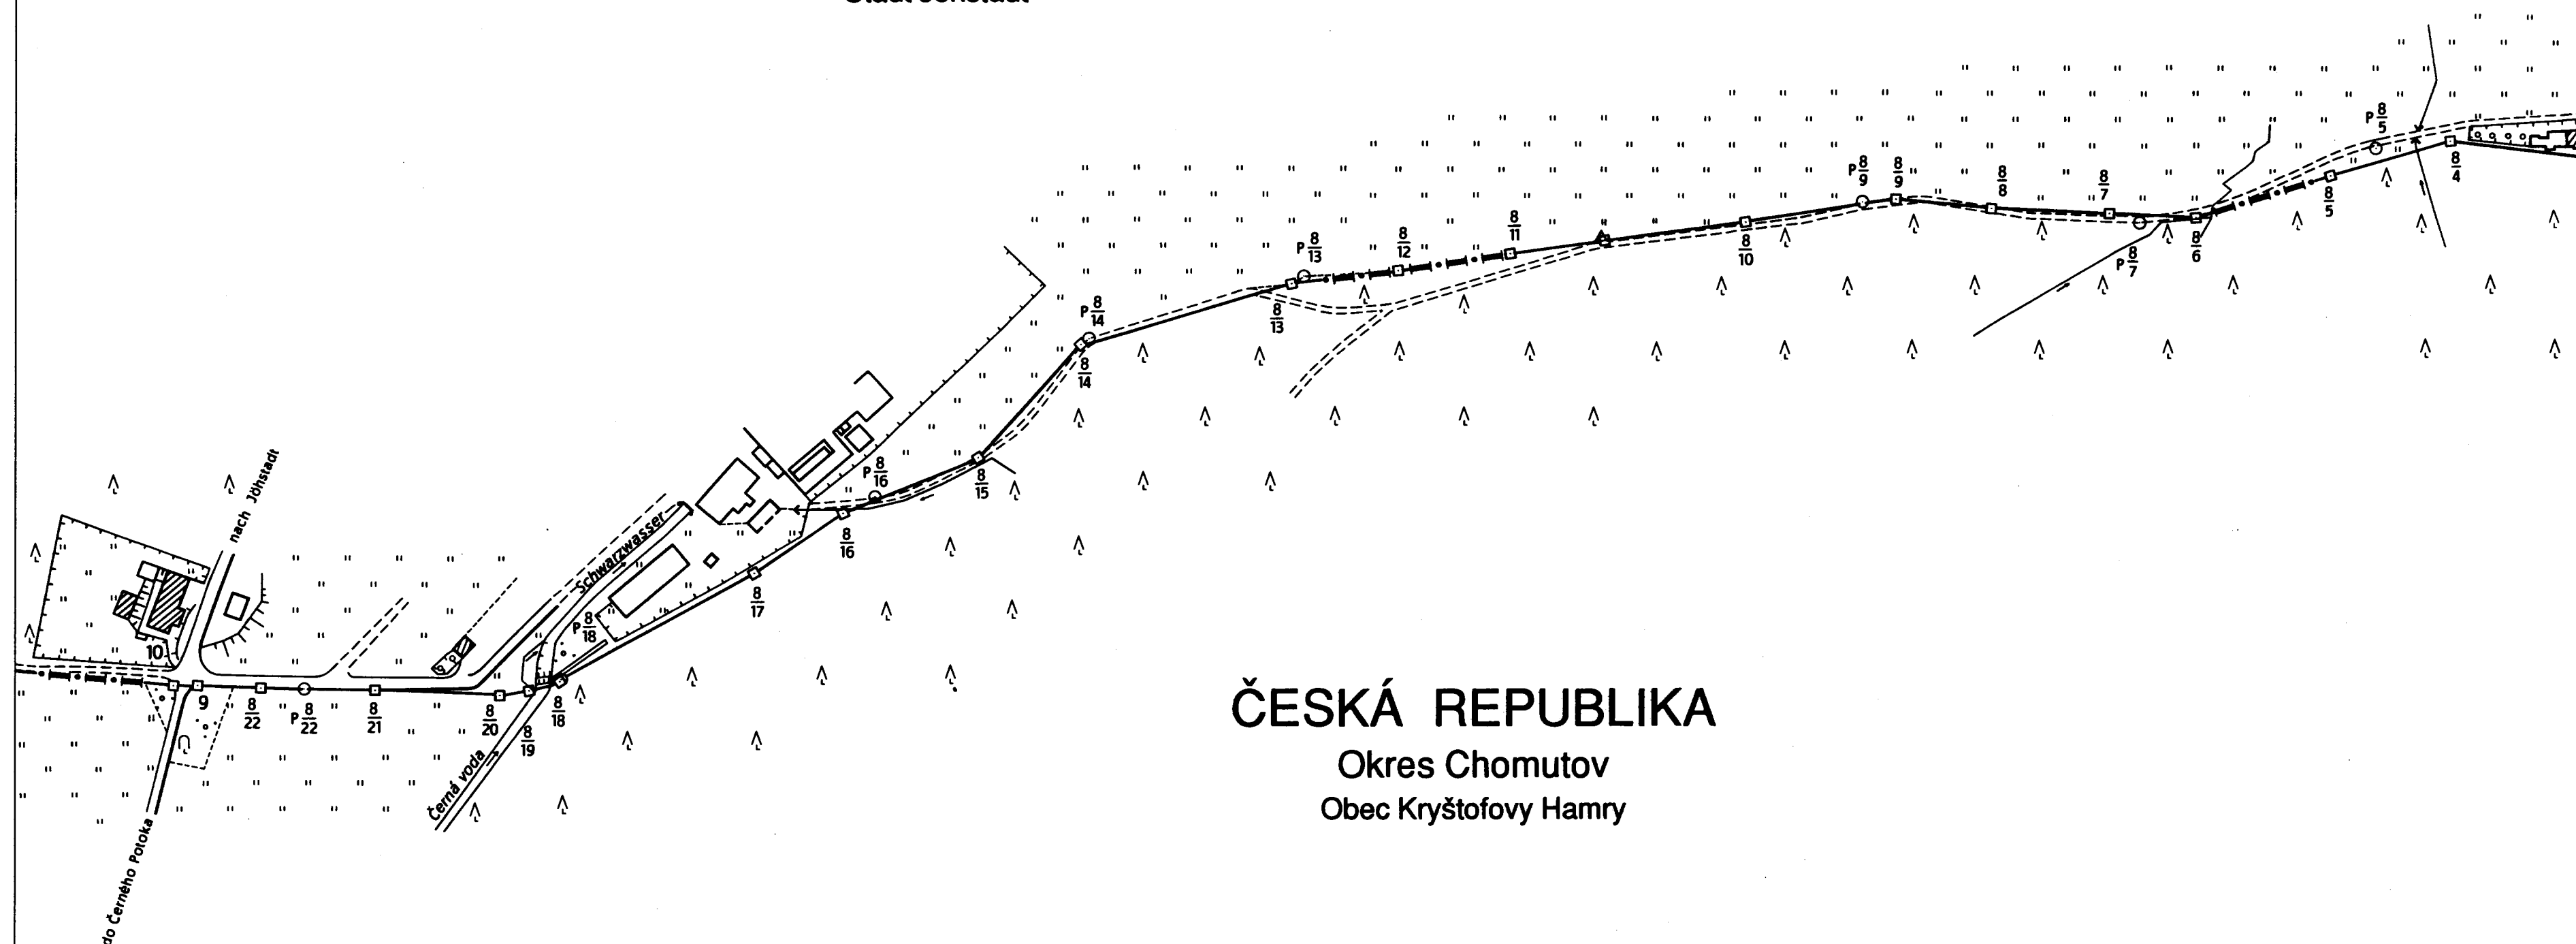 Stadt Jöhstadt
P 8/5
8/4
8/5
P 8/9
8/9
8/8
8/7
8/6
P 8/7
8/10
8/11
8/12
P 8/13
8/13
P 8/14
8/14
P 8/16
8/15
8/16
8/17
nach Jöhstadt
Schwarzwasser
P 8/18
8/18
10
9
8/22
P 8/22
8/21
8/20
8/19
Černá voda
do Černého Potoka
ČESKÁ REPUBLIKA
Okres Chomutov
Obec Kryštofovy Hamry